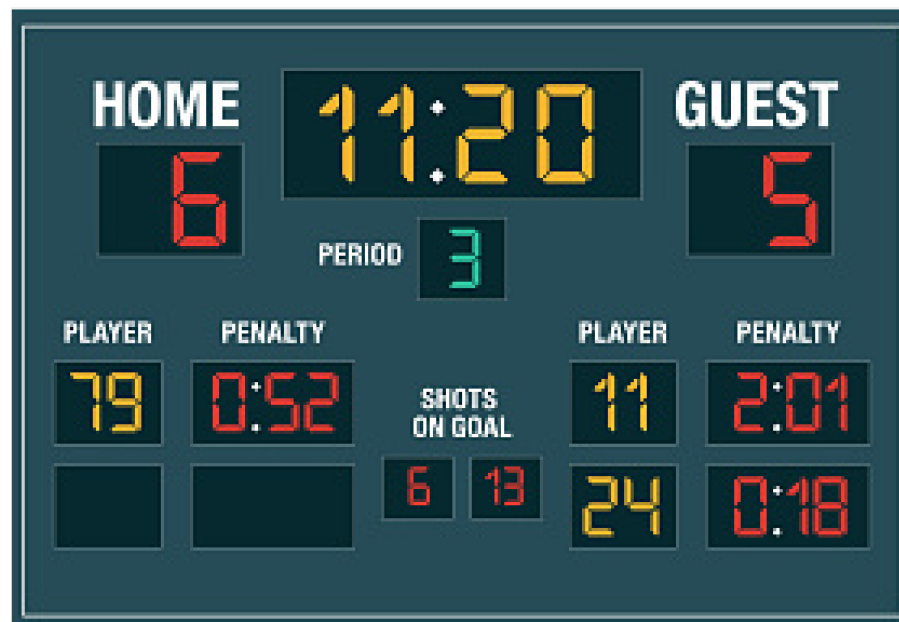 HOME 11:20 GUEST
6 5
PERIOD 3
PLAYER PENALTY PLAYER PENALTY
79 0:52 11 2:01
SHOTS
ON GOAL
6 13
24 0:18